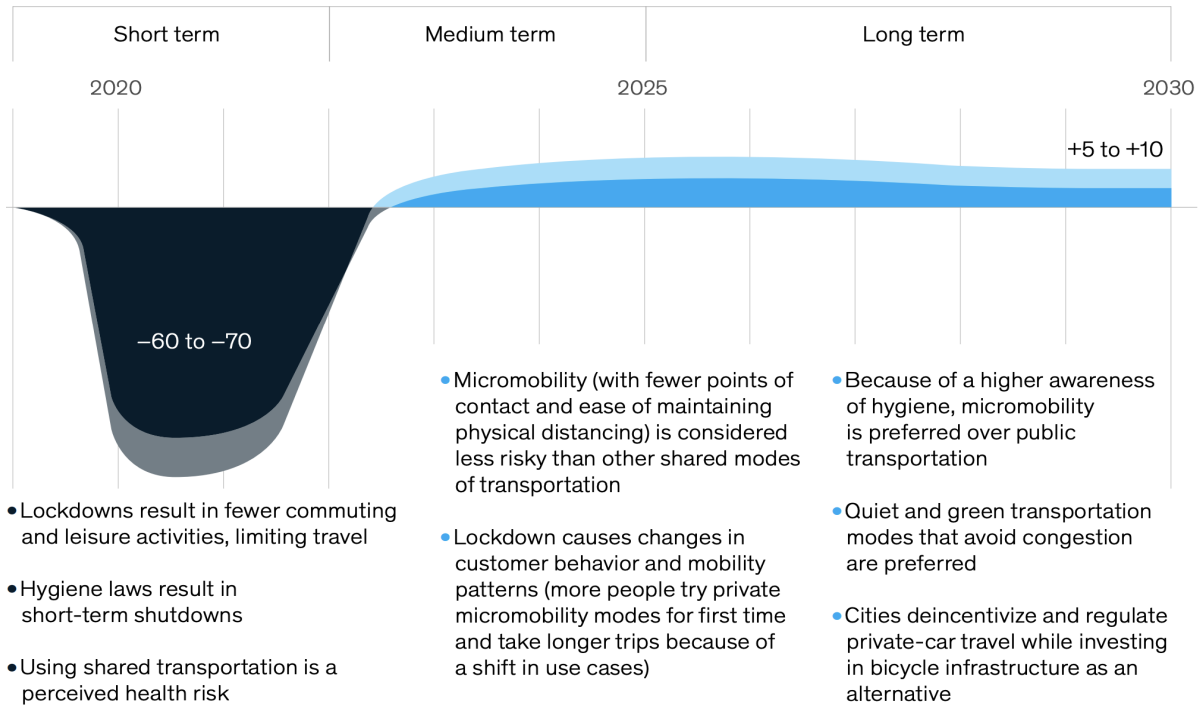 Short term
Medium term
Long term
2020
2025
2030
+5 to +10
–60 to –70
• Lockdowns result in fewer commuting
and leisure activities, limiting travel
• Hygiene laws result in
short-term shutdowns
• Using shared transportation is a
perceived health risk
• Micromobility (with fewer points of
contact and ease of maintaining
physical distancing) is considered
less risky than other shared modes
of transportation
• Lockdown causes changes in
customer behavior and mobility
patterns (more people try private
micromobility modes for first time
and take longer trips because of
a shift in use cases)
• Because of a higher awareness
of hygiene, micromobility
is preferred over public
transportation
• Quiet and green transportation
modes that avoid congestion
are preferred
• Cities deincentivize and regulate
private-car travel while investing
in bicycle infrastructure as an
alternative